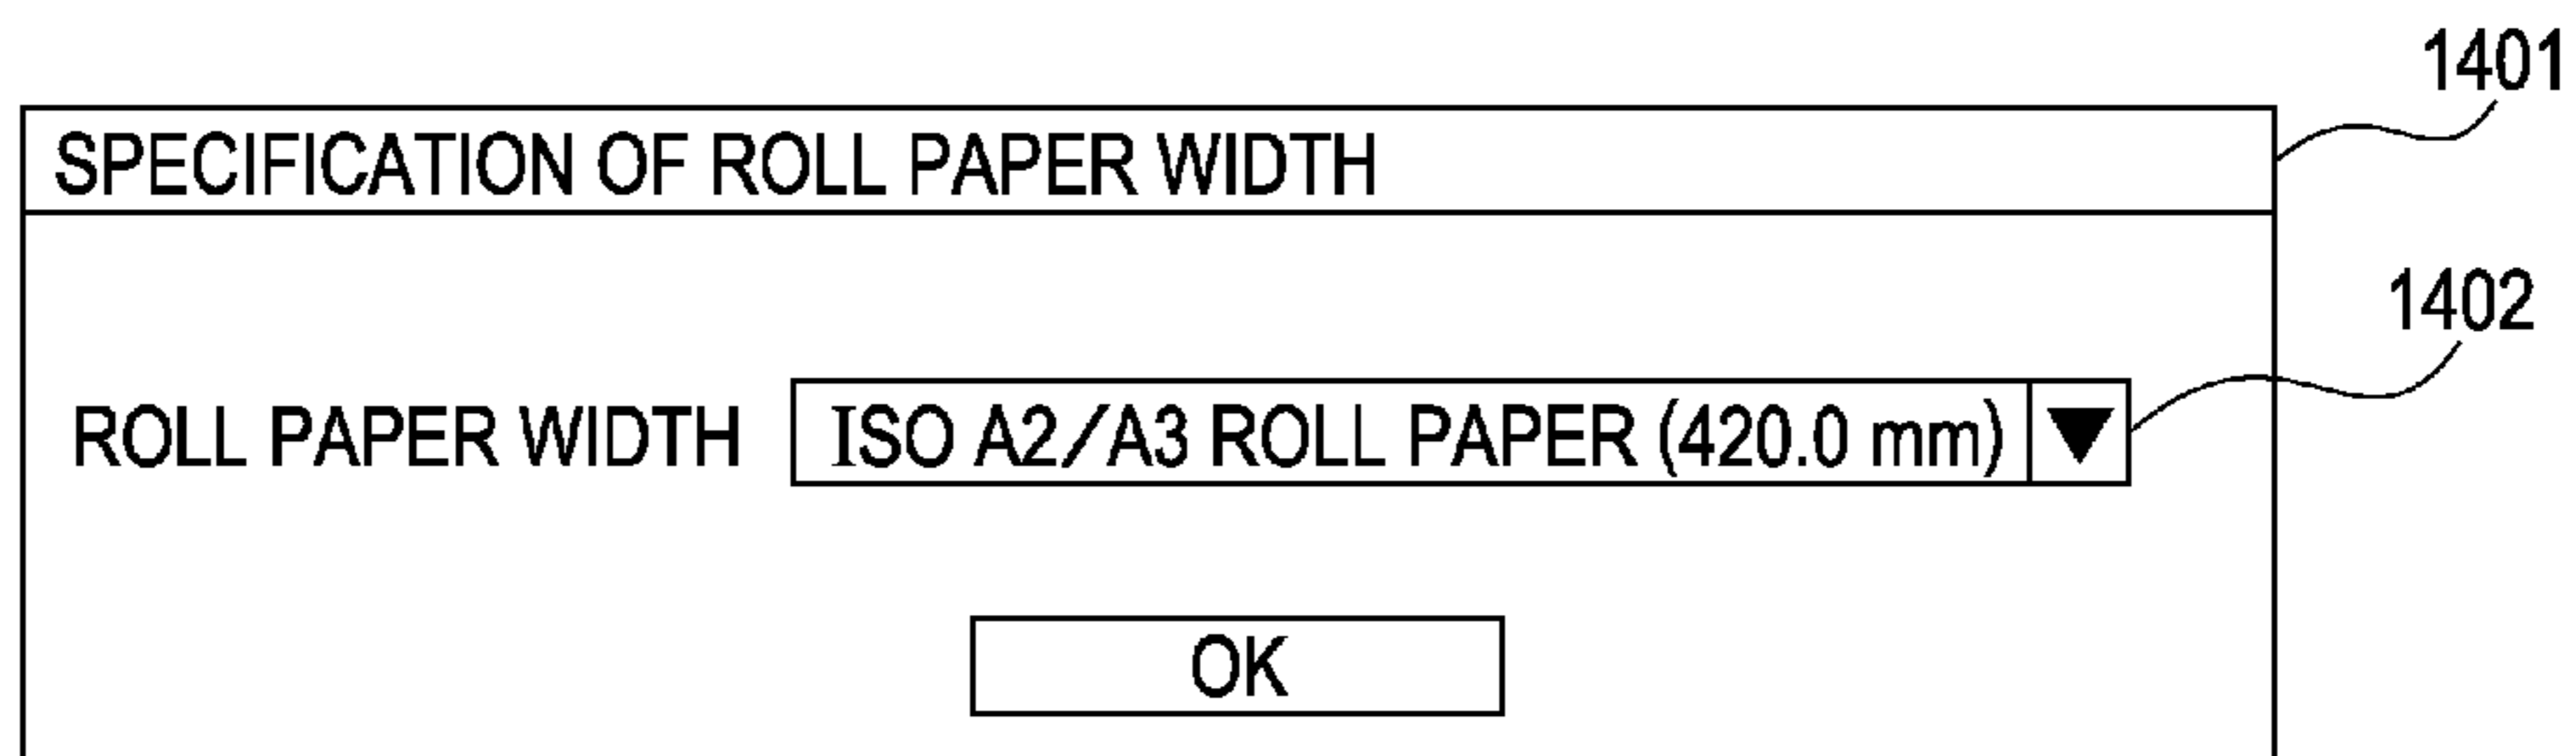 1401
SPECIFICATION OF ROLL PAPER WIDTH
1402
ROLL PAPER WIDTH ISO A2/A3 ROLL PAPER (420.0 mm) ▼
OK